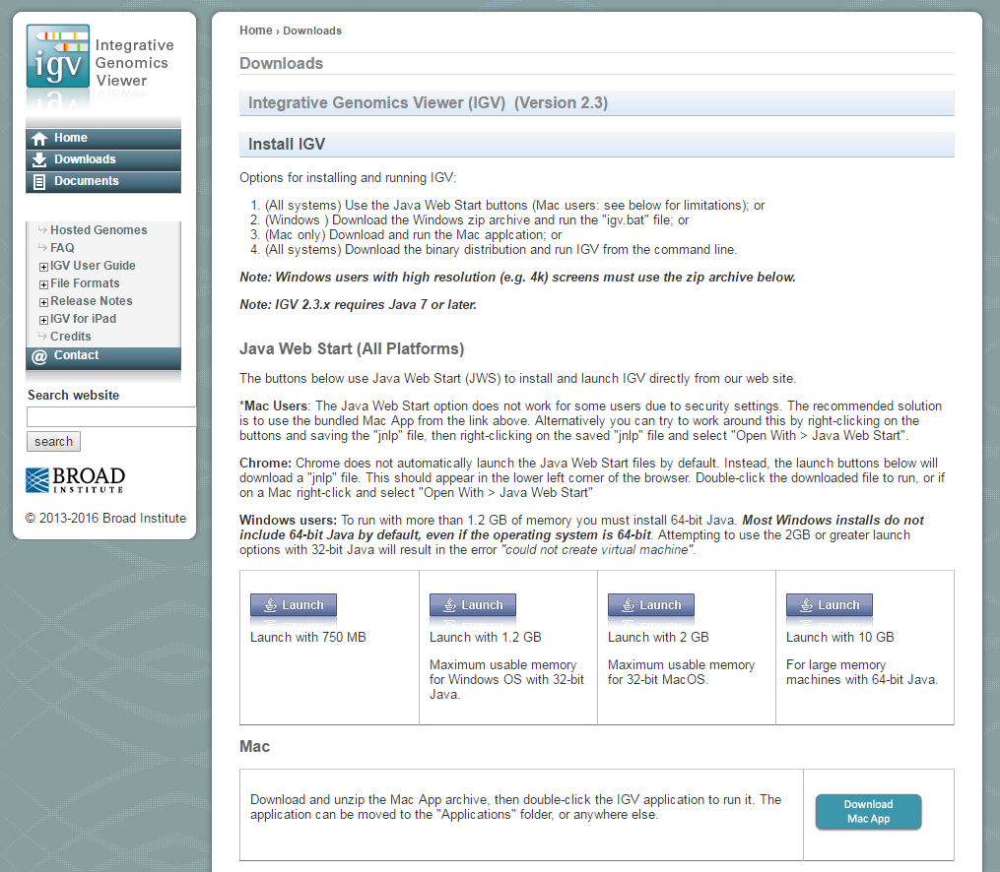 igv
Integrative
Genomics
Viewer
Home
Downloads
Documents
Hosted Genomes
FAQ
IGV User Guide
File Formats
Release Notes
IGV for iPad
Credits
@ Contact
Search website
search
BROAD
INSTITUTE
© 2013-2016 Broad Institute
Home › Downloads
Downloads
Integrative Genomics Viewer (IGV) (Version 2.3)
Install IGV
Options for installing and running IGV:
1. (All systems) Use the Java Web Start buttons (Mac users: see below for limitations); or
2. (Windows ) Download the Windows zip archive and run the "igv.bat" file; or
3. (Mac only) Download and run the Mac applcation; or
4. (All systems) Download the binary distribution and run IGV from the command line.
Note: Windows users with high resolution (e.g. 4k) screens must use the zip archive below.
Note: IGV 2.3.x requires Java 7 or later.
Java Web Start (All Platforms)
The buttons below use Java Web Start (JWS) to install and launch IGV directly from our web site.
*Mac Users: The Java Web Start option does not work for some users due to security settings. The recommended solution
is to use the bundled Mac App from the link above. Alternatively you can try to work around this by right-clicking on the
buttons and saving the "jnlp" file, then right-clicking on the saved "jnlp" file and select "Open With > Java Web Start".
Chrome: Chrome does not automatically launch the Java Web Start files by default. Instead, the launch buttons below will
download a "jnlp" file. This should appear in the lower left corner of the browser. Double-click the downloaded file to run, or if
on a Mac right-click and select "Open With > Java Web Start"
Windows users: To run with more than 1.2 GB of memory you must install 64-bit Java. Most Windows installs do not
include 64-bit Java by default, even if the operating system is 64-bit. Attempting to use the 2GB or greater launch
options with 32-bit Java will result in the error "could not create virtual machine".
Launch
Launch with 750 MB
Launch
Launch with 1.2 GB
Maximum usable memory
for Windows OS with 32-bit
Java.
Launch
Launch with 2 GB
Maximum usable memory
for 32-bit MacOS.
Launch
Launch with 10 GB
For large memory
machines with 64-bit Java.
Mac
Download and unzip the Mac App archive, then double-click the IGV application to run it. The
application can be moved to the "Applications" folder, or anywhere else.
Download
Mac App